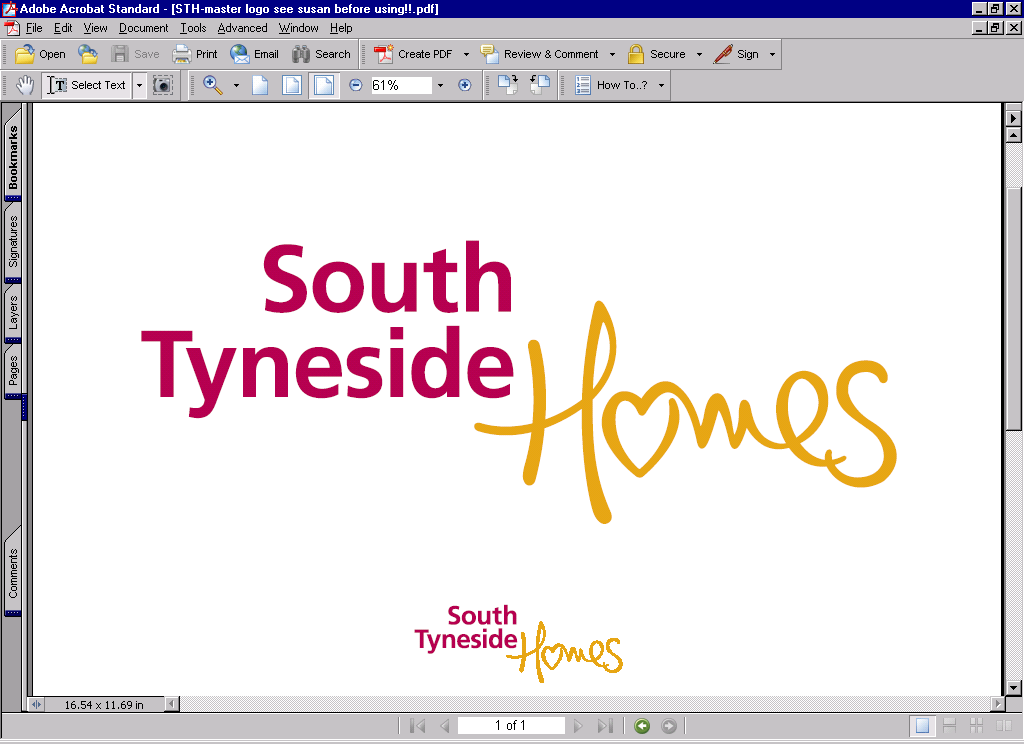 Adobe Acrobat Standard - [STH-master logo see susan before using!!.pdf]
File Edit View Document Tools Advanced Window Help
Open Save Print Email Search Create PDF Review & Comment Secure Sign
Select Text 61% How To..?
Bookmarks
Signatures
Layers
Pages
Comments
South
Tyneside
Homes
South
Tyneside
Homes
16.54 x 11.69 in
1 of 1